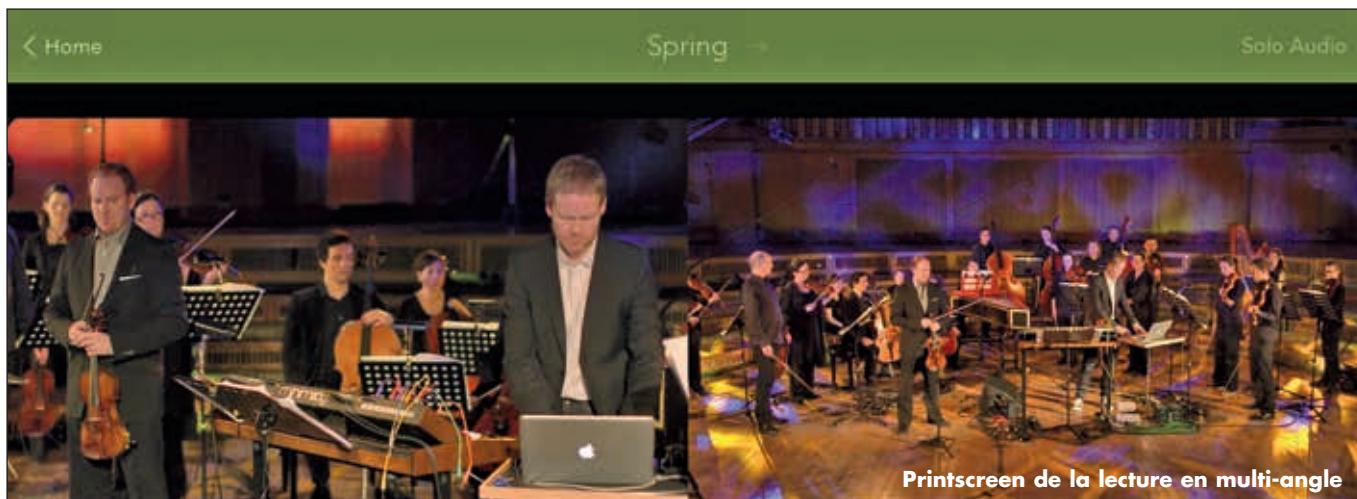 Home
Spring →
Solo Audio
Printscreen de la lecture en multi-angle